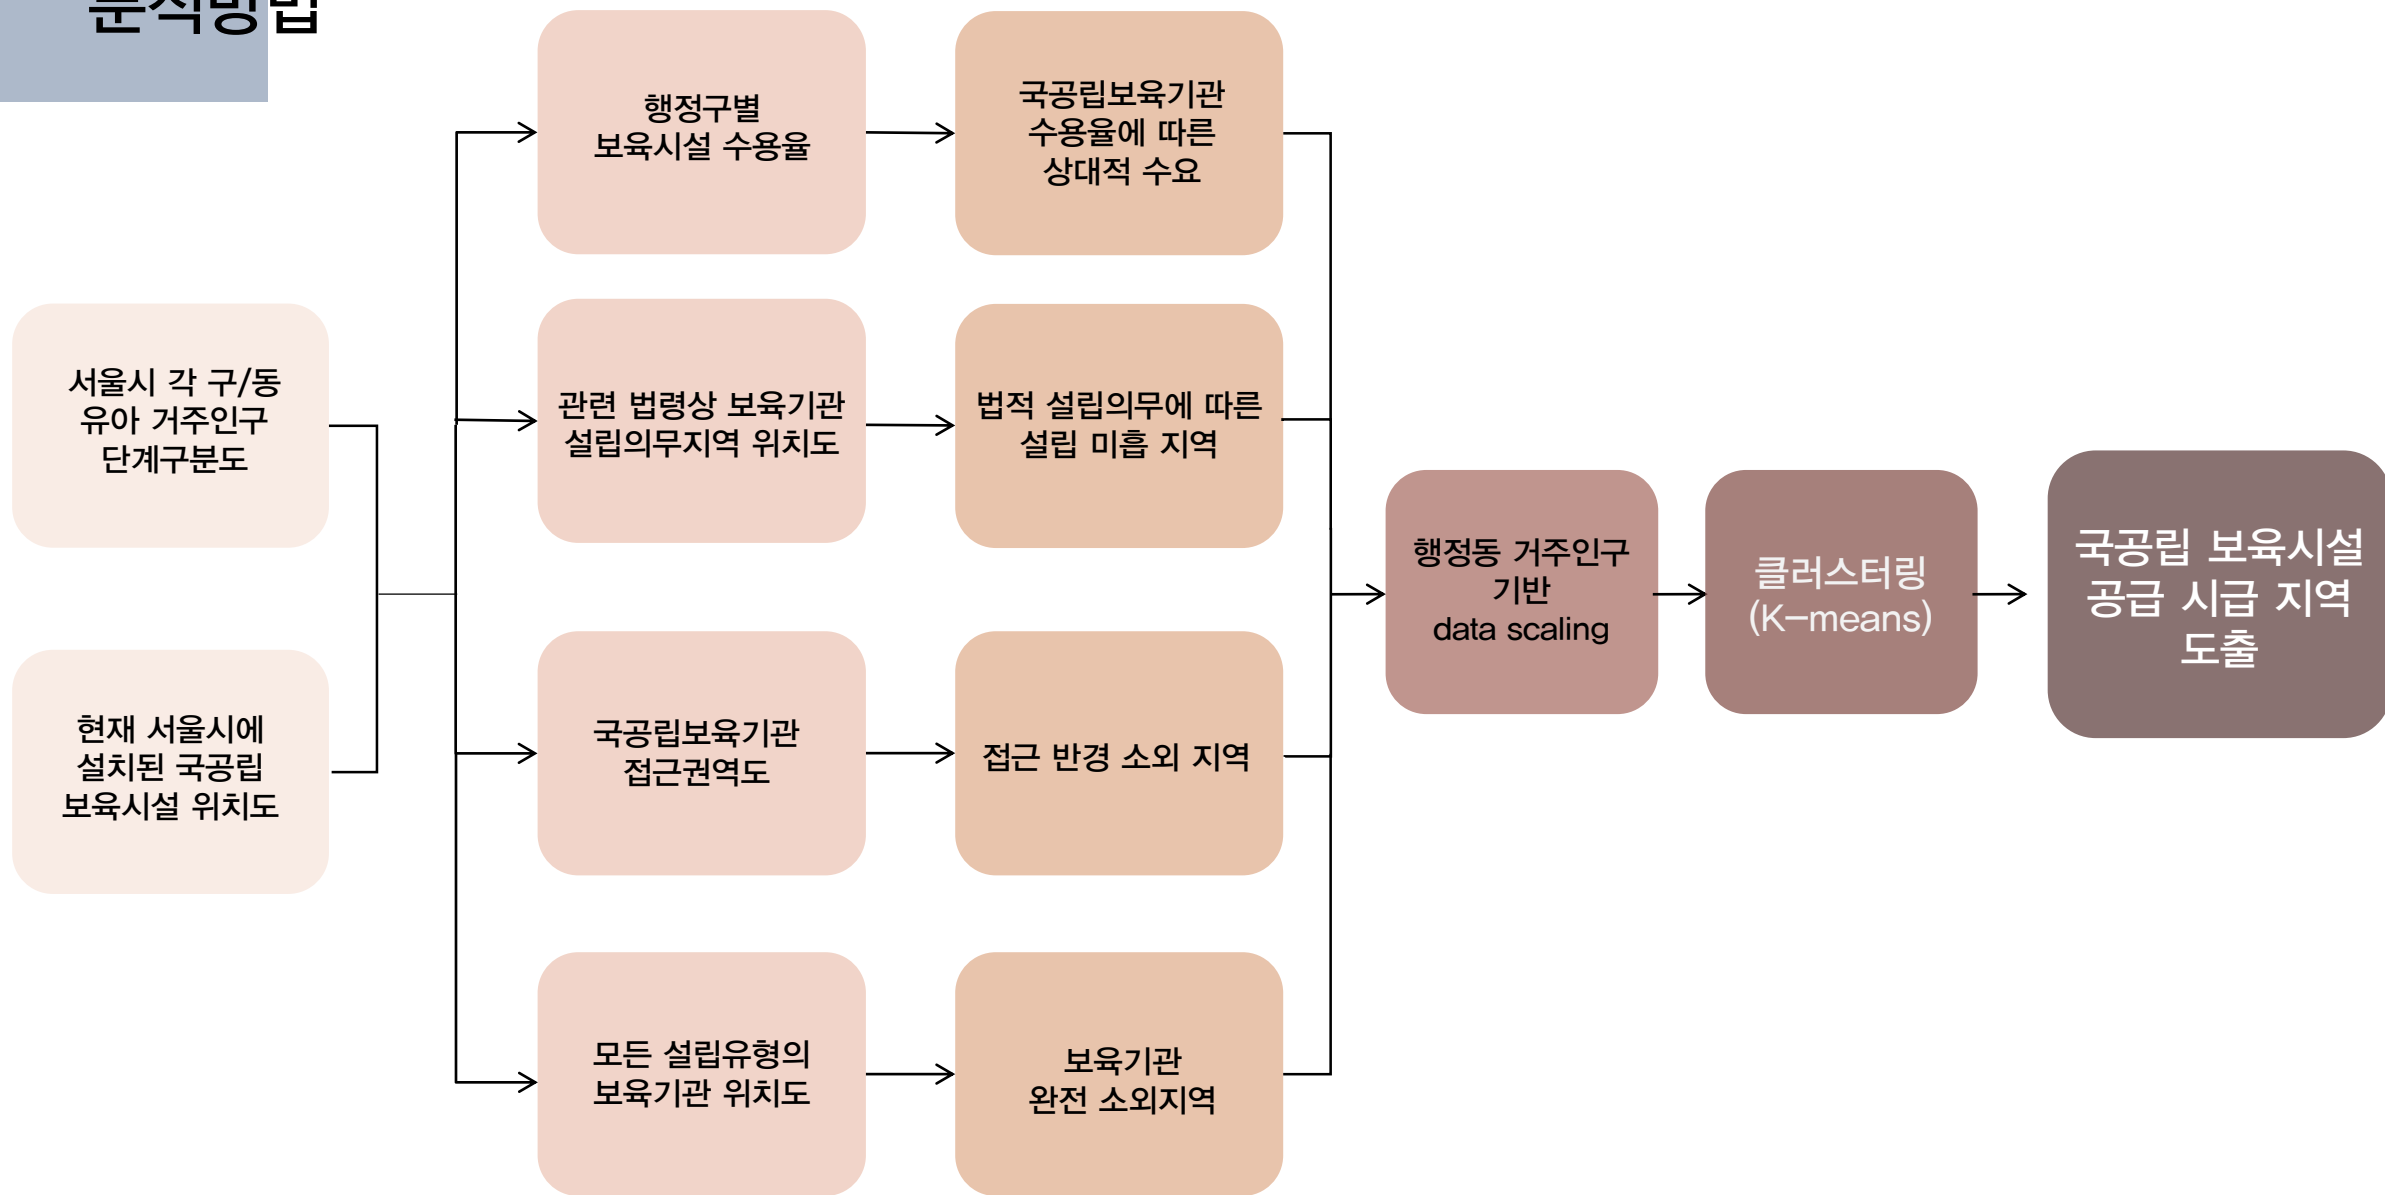 분석방법
행정구별
보육시설 수용율
국공립보육기관
수용율에 따른
상대적 수요
서울시 각 구/동
유아 거주인구
단계구분도
관련 법령상 보육기관
설립의무지역 위치도
법적 설립의무에 따른
설립 미흡 지역
현재 서울시에
설치된 국공립
보육시설 위치도
국공립보육기관
접근권역도
접근 반경 소외 지역
모든 설립유형의
보육기관 위치도
보육기관
완전 소외지역
행정동 거주인구
기반
data scaling
클러스터링
(K-means)
국공립 보육시설
공급 시급 지역
도출